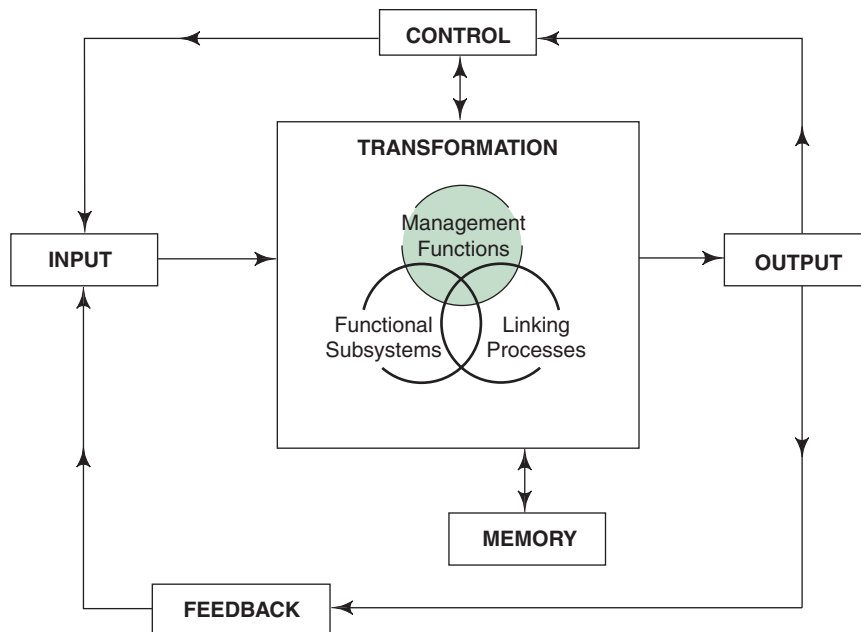 CONTROL
TRANSFORMATION
Management
Functions
INPUT
OUTPUT
Functional
Subsystems
Linking
Processes
MEMORY
FEEDBACK